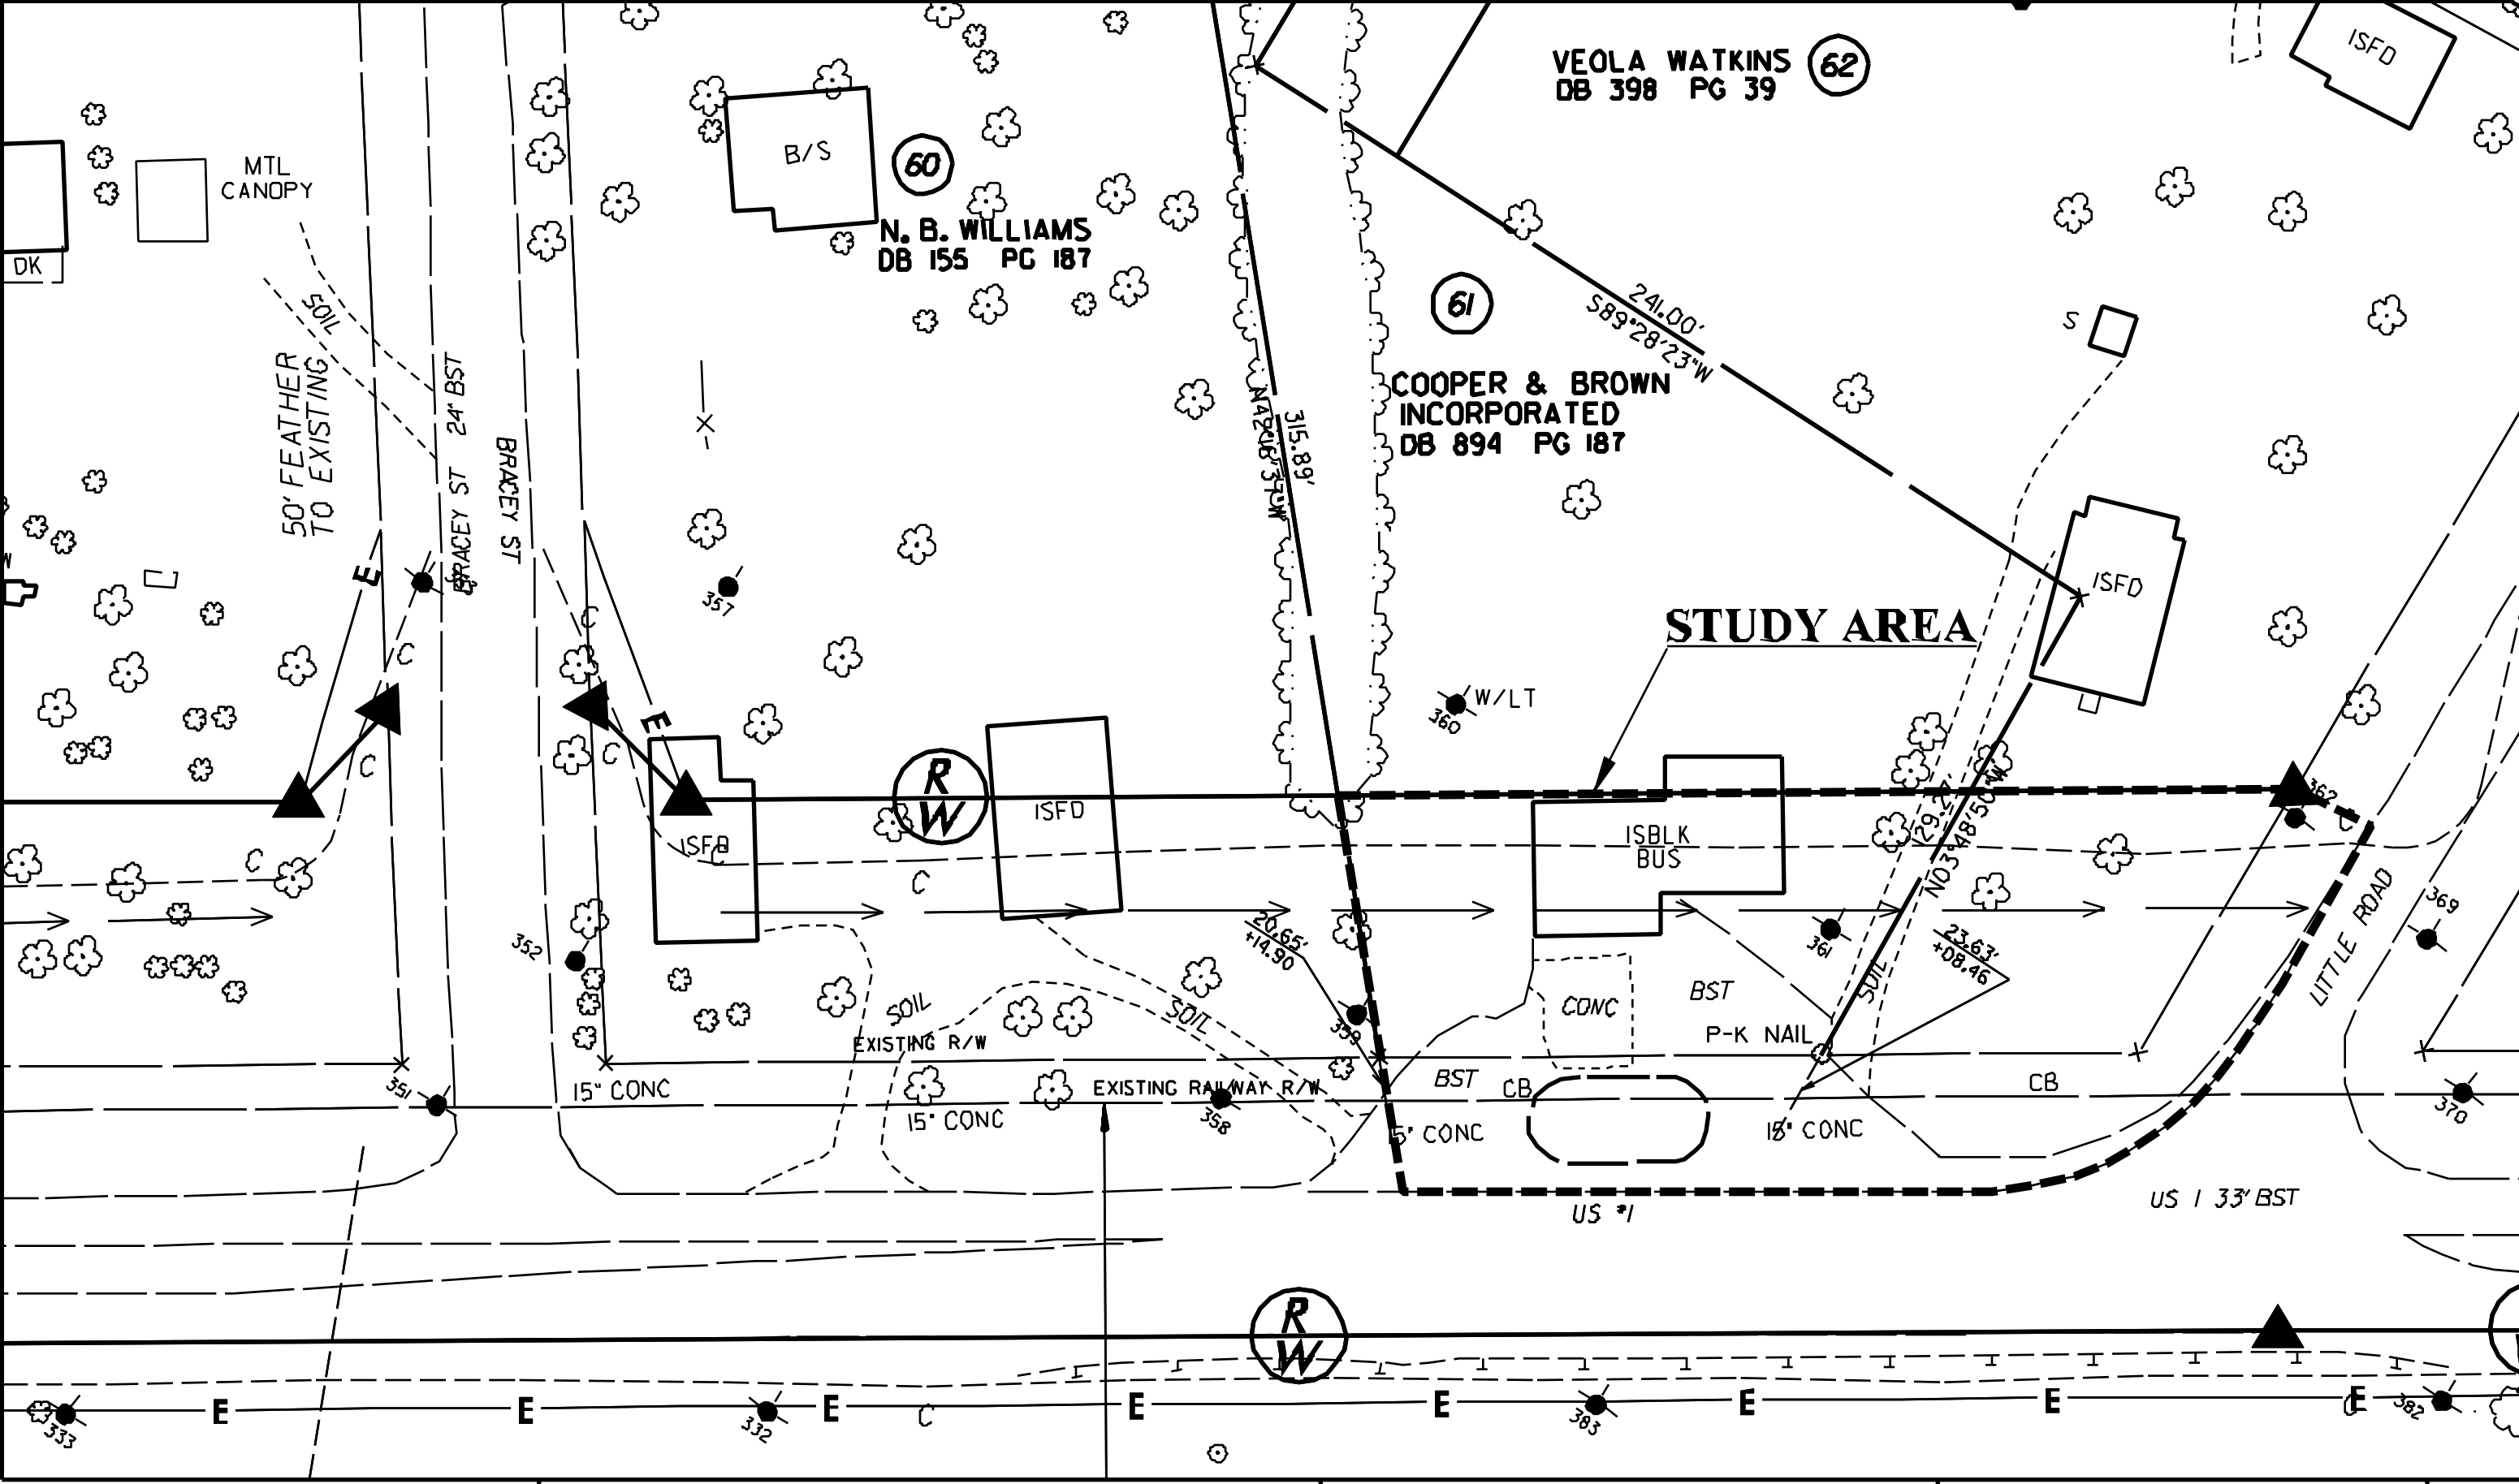 VEOLA WATKINS
DB 398 PG 39
62
ISFD
MTL
CANOPY
B/S
60
N. B. WILLIAMS
DB 155 PG 187
DK
SOIL
61
241.00'
S89°28'23"W
S
COOPER & BROWN
INCORPORATED
DB 894 PG 187
50' FEATHER
TO EXISTING
BRACEY ST 24' BST
BRACEY ST
315.89'
W
E
357
ISFD
STUDY AREA
C
C
360
W/LT
E
C
C
R
W
ISFD
ISFD
C
ISBLK
BUS
29.27'
N03°48'50"W
362
C
C
C
LITTLE ROAD
369
352
20.65'
+14.90
361
23.63'
+08.46
SOIL
SOIL
SOIL
359
CONC
BST
P-K NAIL
EXISTING R/W
351
15" CONC
EXISTING RAILWAY R/W
15" CONC
358
BST
CB
CB
15" CONC
15" CONC
370
US #1
US 1 33' BST
R
W
E
E
E
E
E
E
E
333
332
C
383
C
382